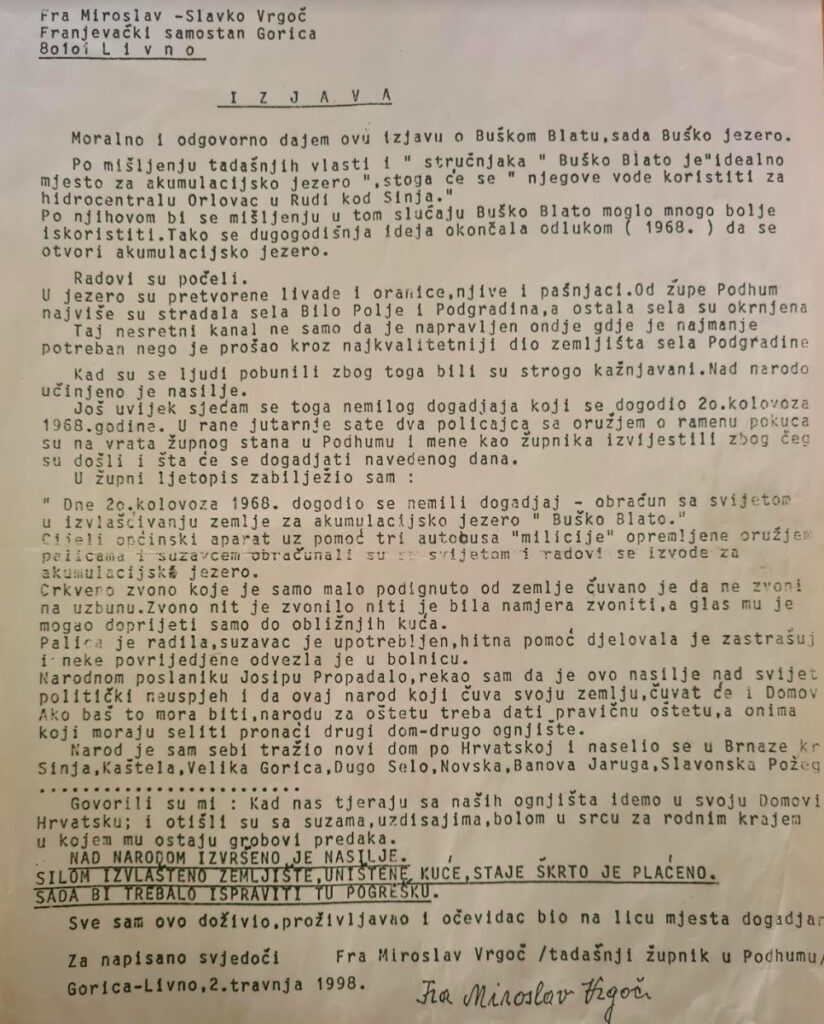 Fra Miroslav -Slavko Vrgoč
Franjevački samostan Gorica
80101 L i v n o
I Z J A V A
Moralno i odgovorno dajem ovu izjavu o Buškom Blatu,sada Buško jezero.
Po mišljenju tadašnjih vlasti i " stručnjaka " Buško Blato je"idealno
mjesto za akumulacijsko jezero ",stoga će se " njegove vode koristiti za
hidrocentralu Orlovac u Rudi kod Sinja."
Po njihovom bi se mišljenju u tom slučaju Buško Blato moglo mnogo bolje
iskoristiti.Tako se dugogodišnja ideja okončala odlukom ( 1968. ) da se
otvori akumulacijsko jezero.
Radovi su počeli.
U jezero su pretvorene livade i oranice,njive i pašnjaci.Od župe Podhum
najviše su stradala sela Bilo Polje i Podgradina,a ostala sela su okrnjena
Taj nesretni kanal ne samo da je napravljen ondje gdje je najmanje
potreban nego je prošao kroz najkvalitetniji dio zemljišta sela Podgradine
Kad su se ljudi pobunili zbog toga bili su strogo kažnjavani.Nad narodo
učinjeno je nasilje.
Još uvijek sjećam se toga nemilog dogadjaja koji se dogodio 2o.kolovoza
1968.godine. U rane jutarnje sate dva policajca sa oružjem o ramenu pokuca
su na vrata župnog stana u Podhumu i mene kao župnika izvijestili zbog čeg
su došli i šta će se dogadjati navedenog dana.
U župni ljetopis zabilježio sam :
" Dne 2o.kolovoza 1968. dogodio se nemili dogadjaj - obračun sa svijetom
u izvlašćivanju zemlje za akumulacijsko jezero " Buško Blato."
Cijeli općinski aparat uz pomoć tri autobusa "milicije" opremljene oružjem
palicama i suzavcem obračunali su se svijetom i radovi se izvode za
akumulacijskø jezero.
Crkveno zvono koje je samo malo podignuto od zemlje čuvano je da ne zvoni
na uzbunu.Zvono nit je zvonilo niti je bila namjera zvoniti,a glas mu je
mogao doprijeti samo do obližnjih kuća.
Palica je radila,suzavac je upotrebljen,hitna pomoć djelovala je zastrašuj
i neke povrijedjene odvezla je u bolnicu.
Narodnom poslaniku Josipu Propadalo,rekao sam da je ovo nasilje nad svijet
politički neuspjeh i da ovaj narod koji čuva svoju zemlju,čuvat će i Domov
Ako baš to mora biti,narodu za oštetu treba dati pravičnu oštetu,a onima
koji moraju seliti pronaći drugi dom-drugo ognjište.
Narod je sam sebi tražio novi dom po Hrvatskoj i naselio se u Brnaze kr
Sinja,Kaštela,Velika Gorica,Dugo Selo,Novska,Banova Jaruga,Slavonska Požeg
..........................
Govorili su mi : Kad nas tjeraju sa naših ognjišta idemo u svoju Domovi
Hrvatsku; i otišli su sa suzama,uzdisajima,bolom u srcu za rodnim krajem
u kojem mu ostaju grobovi predaka.
NAD NARODOM IZVRŠENO JE NASILJE.
SILOM IZVLAŠTENO ZEMLJIŠTE,UNIŠTENE KUĆE,STAJE ŠKRTO JE PLAĆENO.
SADA BI TREBALO ISPRAVITI TU POGREŠKU.
Sve sam ovo doživio,proživljavao i očevidac bio na licu mjesta dogadjan
Za napisano svjedoči Fra Miroslav Vrgoč /tadašnji župnik u Podhumu/
Gorica-Livno,2.travnja 1998.
Fra Miroslav Vrgoč